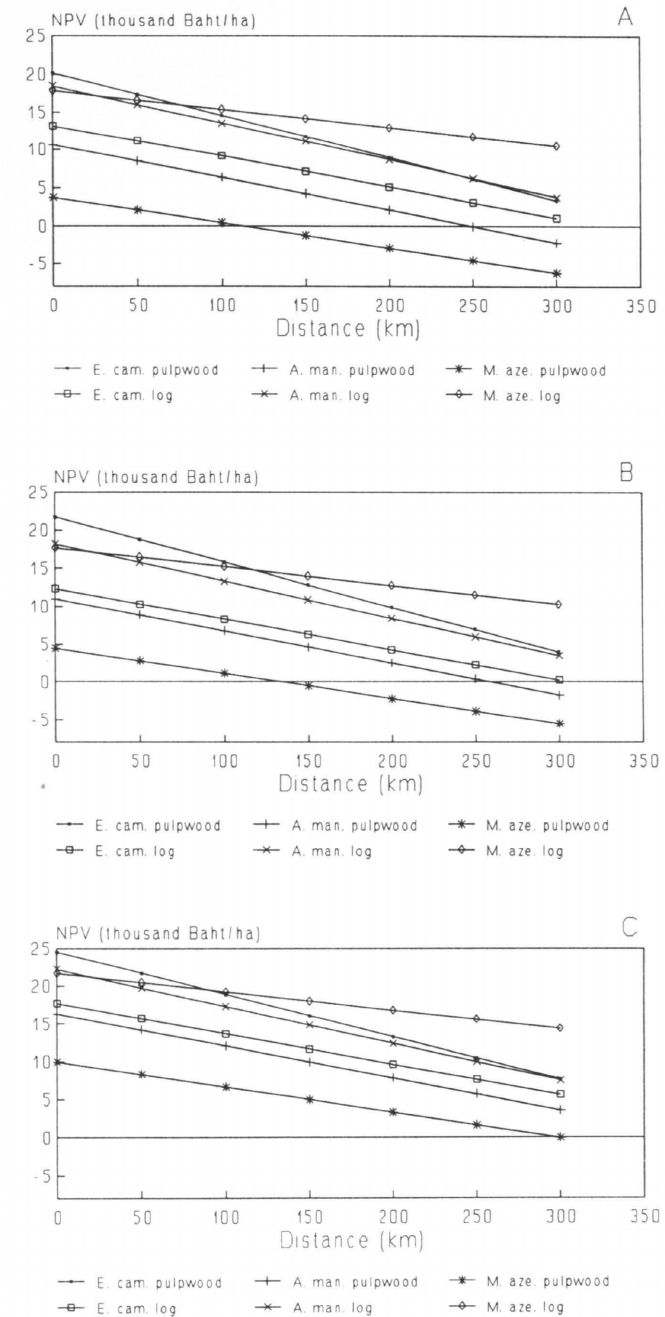 NPV (thousand Baht/ha)
A
25
20
15
10
5
0
-5
0 50 100 150 200 250 300 350
Distance (km)
E. cam. pulpwood A. man. pulpwood M. aze. pulpwood
E. cam. log A. man. log M. aze. log
NPV (thousand Baht/ha)
B
25
20
15
10
5
0
-5
0 50 100 150 200 250 300 350
Distance (km)
E. cam. pulpwood A. man. pulpwood M. aze. pulpwood
E. cam. log A. man. log M. aze. log
NPV (thousand Baht/ha)
C
25
20
15
10
5
0
-5
0 50 100 150 200 250 300 350
Distance (km)
E. cam. pulpwood A. man. pulpwood M. aze. pulpwood
E. cam. log A. man. log M. aze. log